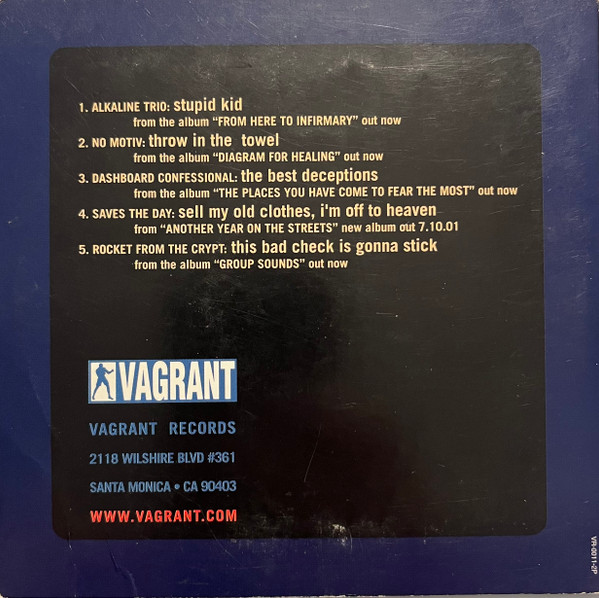 1. ALKALINE TRIO: stupid kid
from the album “FROM HERE TO INFIRMARY” out now
2. NO MOTIV: throw in the towel
from the album “DIAGRAM FOR HEALING” out now
3. DASHBOARD CONFESSIONAL: the best deceptions
from the album “THE PLACES YOU HAVE COME TO FEAR THE MOST” out now
4. SAVES THE DAY: sell my old clothes, i'm off to heaven
from “ANOTHER YEAR ON THE STREETS” new album out 7.10.01
5. ROCKET FROM THE CRYPT: this bad check is gonna stick
from the album “GROUP SOUNDS” out now
VAGRANT
VAGRANT RECORDS
2118 WILSHIRE BLVD #361
SANTA MONICA • CA 90403
WWW.VAGRANT.COM
VR-0011-2P